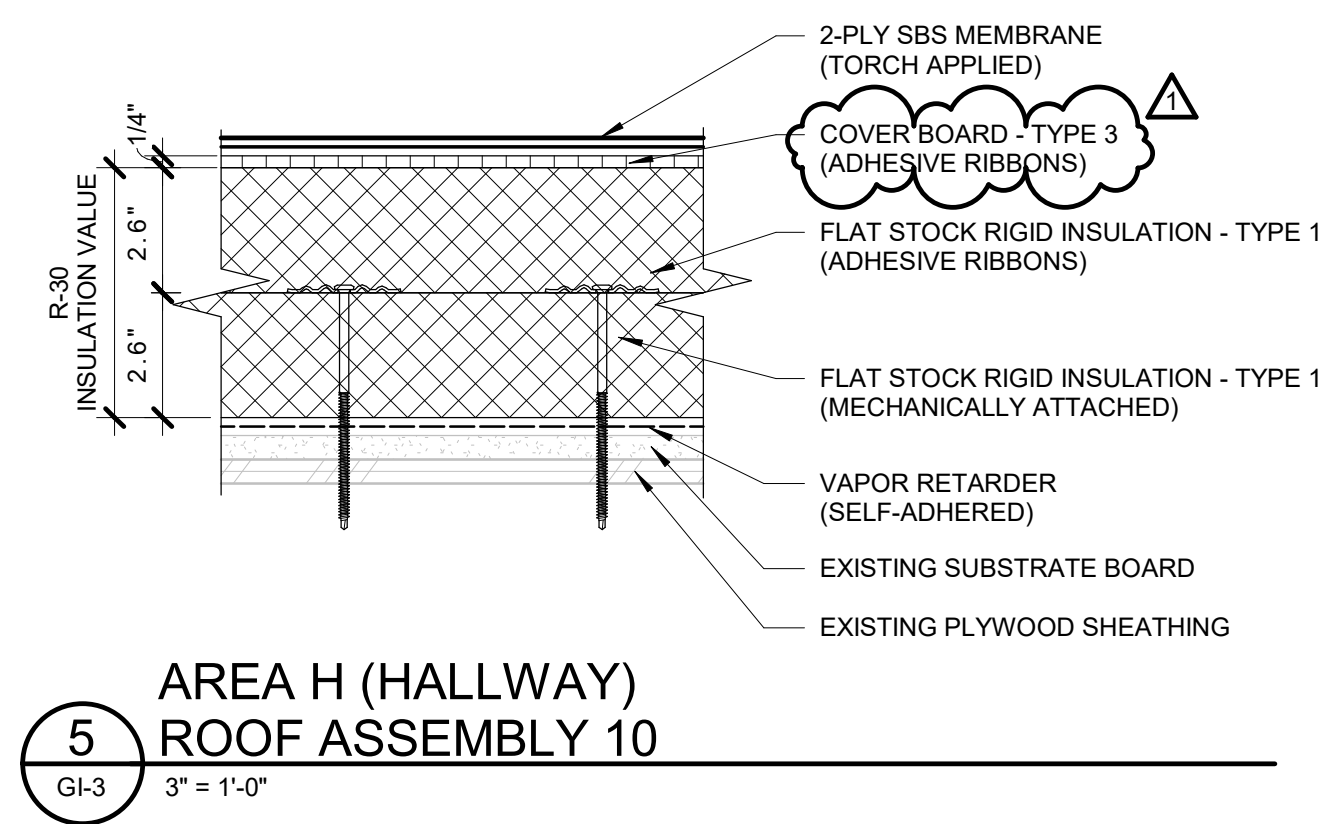 2-PLY SBS MEMBRANE
(TORCH APPLIED)
1
COVER BOARD - TYPE 3
(ADHESIVE RIBBONS)
FLAT STOCK RIGID INSULATION - TYPE 1
(ADHESIVE RIBBONS)
FLAT STOCK RIGID INSULATION - TYPE 1
(MECHANICALLY ATTACHED)
VAPOR RETARDER
(SELF-ADHERED)
EXISTING SUBSTRATE BOARD
EXISTING PLYWOOD SHEATHING
1/4"
2.6"
2.6"
R-30
INSULATION VALUE
AREA H (HALLWAY)
ROOF ASSEMBLY 10
5
GI-3
3" = 1'-0"